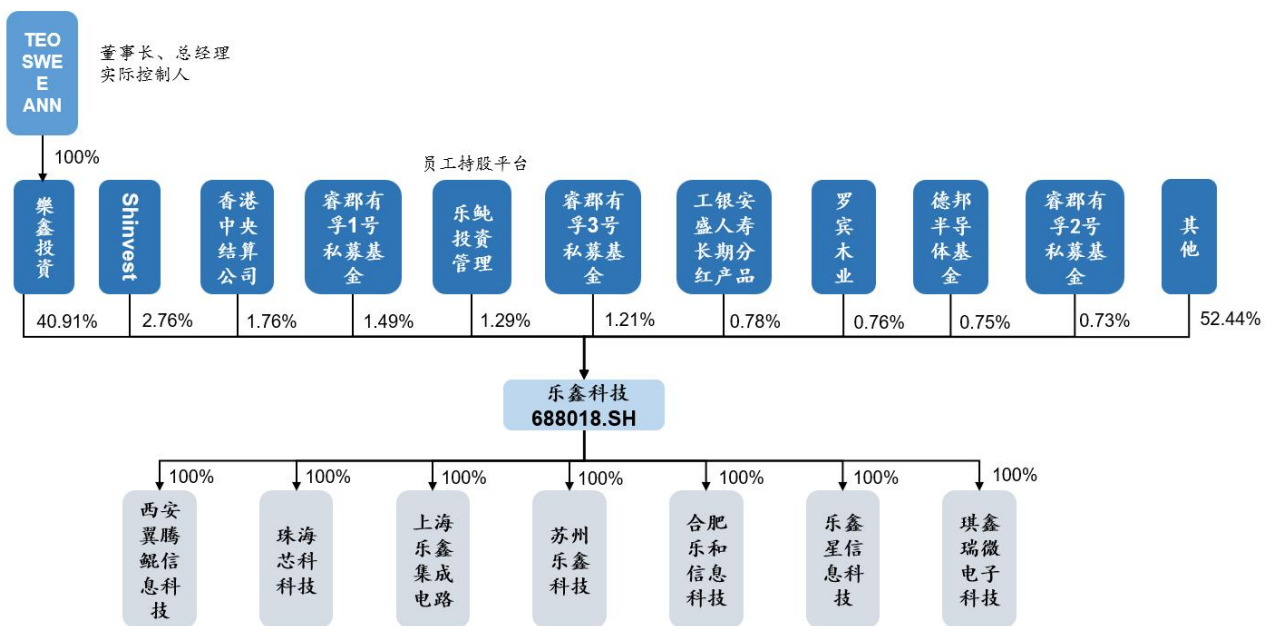 TEO
SWE
E
ANN
董事长、总经理
实际控制人
100%
员工持股平台
樂鑫投資
Shinvest
香港
中央
结算
公司
睿郡有
孚1号
私募基
金
乐鲀
投资
管理
睿郡有
孚3号
私募基
金
工银安
盛人寿
长期分
红产品
罗宾木业
德邦
半导
体基
金
睿郡有
孚2号
私募基
金
其他
40.91%
2.76%
1.76%
1.49%
1.29%
1.21%
0.78%
0.76%
0.75%
0.73%
52.44%
乐鑫科技
688018.SH
100%
100%
100%
100%
100%
100%
100%
西安
翼腾
鲲信
息科
技
珠海
芯科
科技
上海
乐鑫
集成
电路
苏州
乐鑫
科技
合肥
乐和
信息
科技
乐鑫
星信
息科
技
琪鑫
瑞微
电子
科技